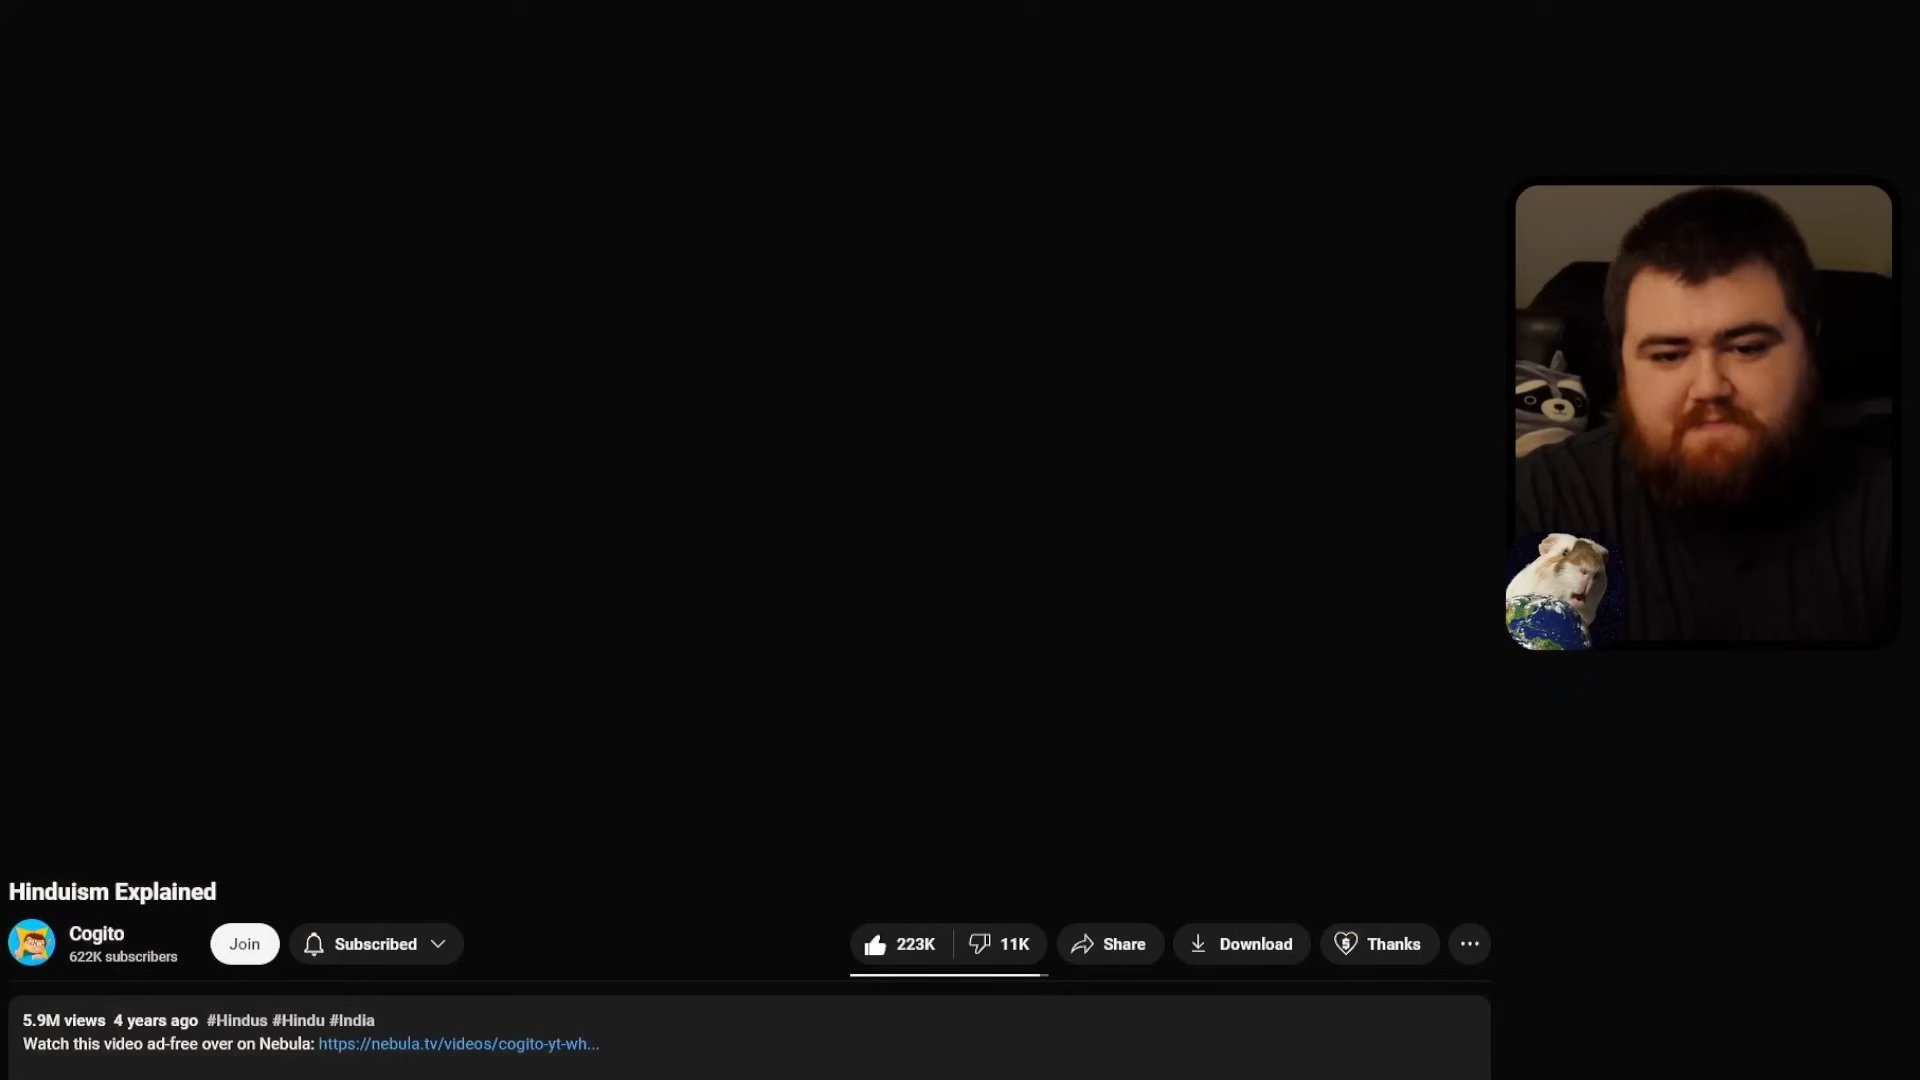 Hinduism Explained
Cogito
622K subscribers
Join
Subscribed
223K
11K
Share
Download
Thanks
5.9M views 4 years ago #Hindus #Hindu #India
Watch this video ad-free over on Nebula: https://nebula.tv/videos/cogito-yt-wh...